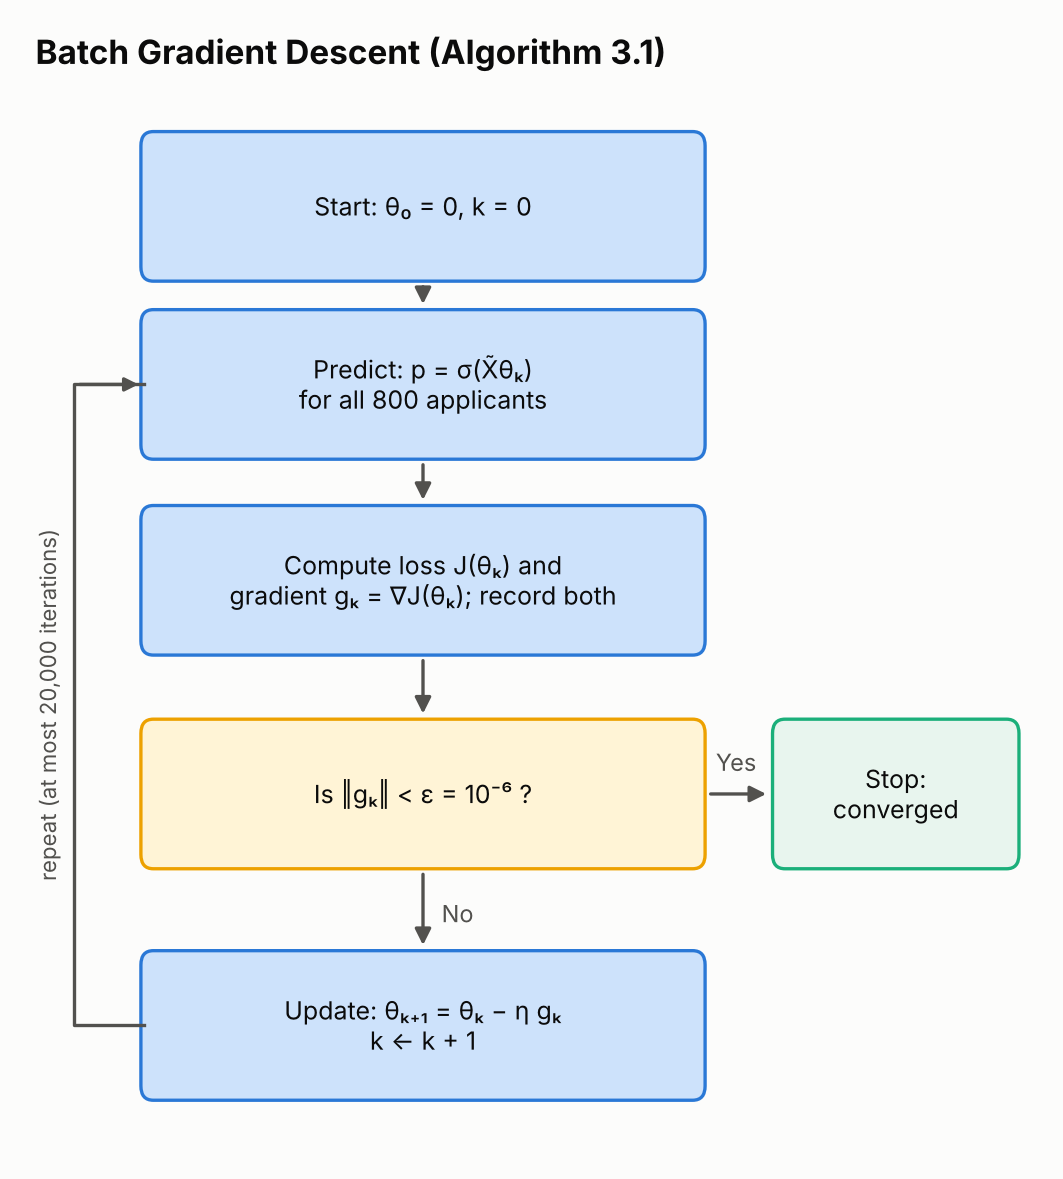 Batch Gradient Descent (Algorithm 3.1)
Start: θ₀ = 0, k = 0
Predict: p = σ(X̃θₖ)
for all 800 applicants
Compute loss J(θₖ) and
gradient gₖ = ∇J(θₖ); record both
Is ‖gₖ‖ < ε = 10⁻⁶ ?
Yes
Stop:
converged
No
Update: θₖ₊₁ = θₖ − η gₖ
k ← k + 1
repeat (at most 20,000 iterations)